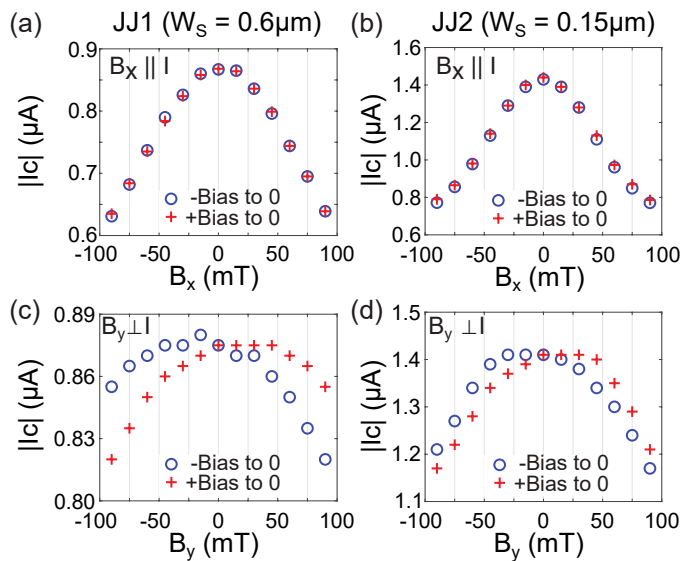 JJ1 (W_S = 0.6μm)
JJ2 (W_S = 0.15μm)
(a)
B_x || I
|Ic| (μA)
0.9
0.8
0.7
0.6
-Bias to 0
+Bias to 0
-100 -50 0 50 100
B_x (mT)
(b)
B_x || I
|Ic| (μA)
1.6
1.4
1.2
1.0
0.8
0.6
-Bias to 0
+Bias to 0
-100 -50 0 50 100
B_x (mT)
(c)
B_y⊥I
|Ic| (μA)
0.89
0.86
0.83
0.80
-Bias to 0
+Bias to 0
-100 -50 0 50 100
B_y (mT)
(d)
B_y ⊥I
|Ic| (μA)
1.5
1.4
1.3
1.2
1.1
-Bias to 0
+Bias to 0
-100 -50 0 50 100
B_y (mT)